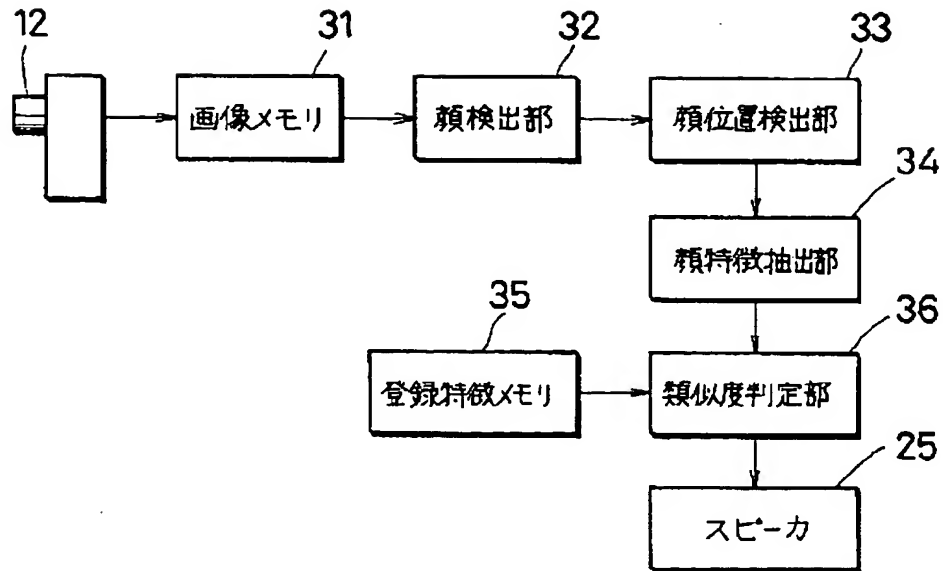 12
31
32
33
画像メモリ
顔検出部
顔位置検出部
34
顔特徴抽出部
35
36
登録特徴メモリ
類似度判定部
25
スピーカ